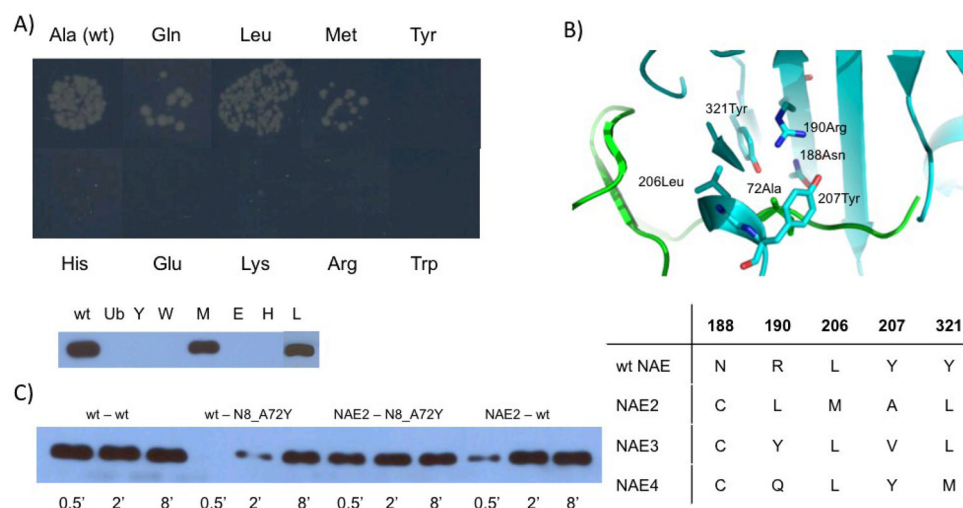 A)
Ala (wt) Gln Leu Met Tyr
His Glu Lys Arg Trp
wt Ub Y W M E H L
B)
321Tyr
190Arg
188Asn
206Leu
72Ala
207Tyr
188 190 206 207 321
wt NAE N R L Y Y
NAE2 C L M A L
NAE3 C Y L V L
NAE4 C Q L Y M
C)
wt – wt wt – N8_A72Y NAE2 – N8_A72Y NAE2 – wt
0.5’ 2’ 8’ 0.5’ 2’ 8’ 0.5’ 2’ 8’ 0.5’ 2’ 8’